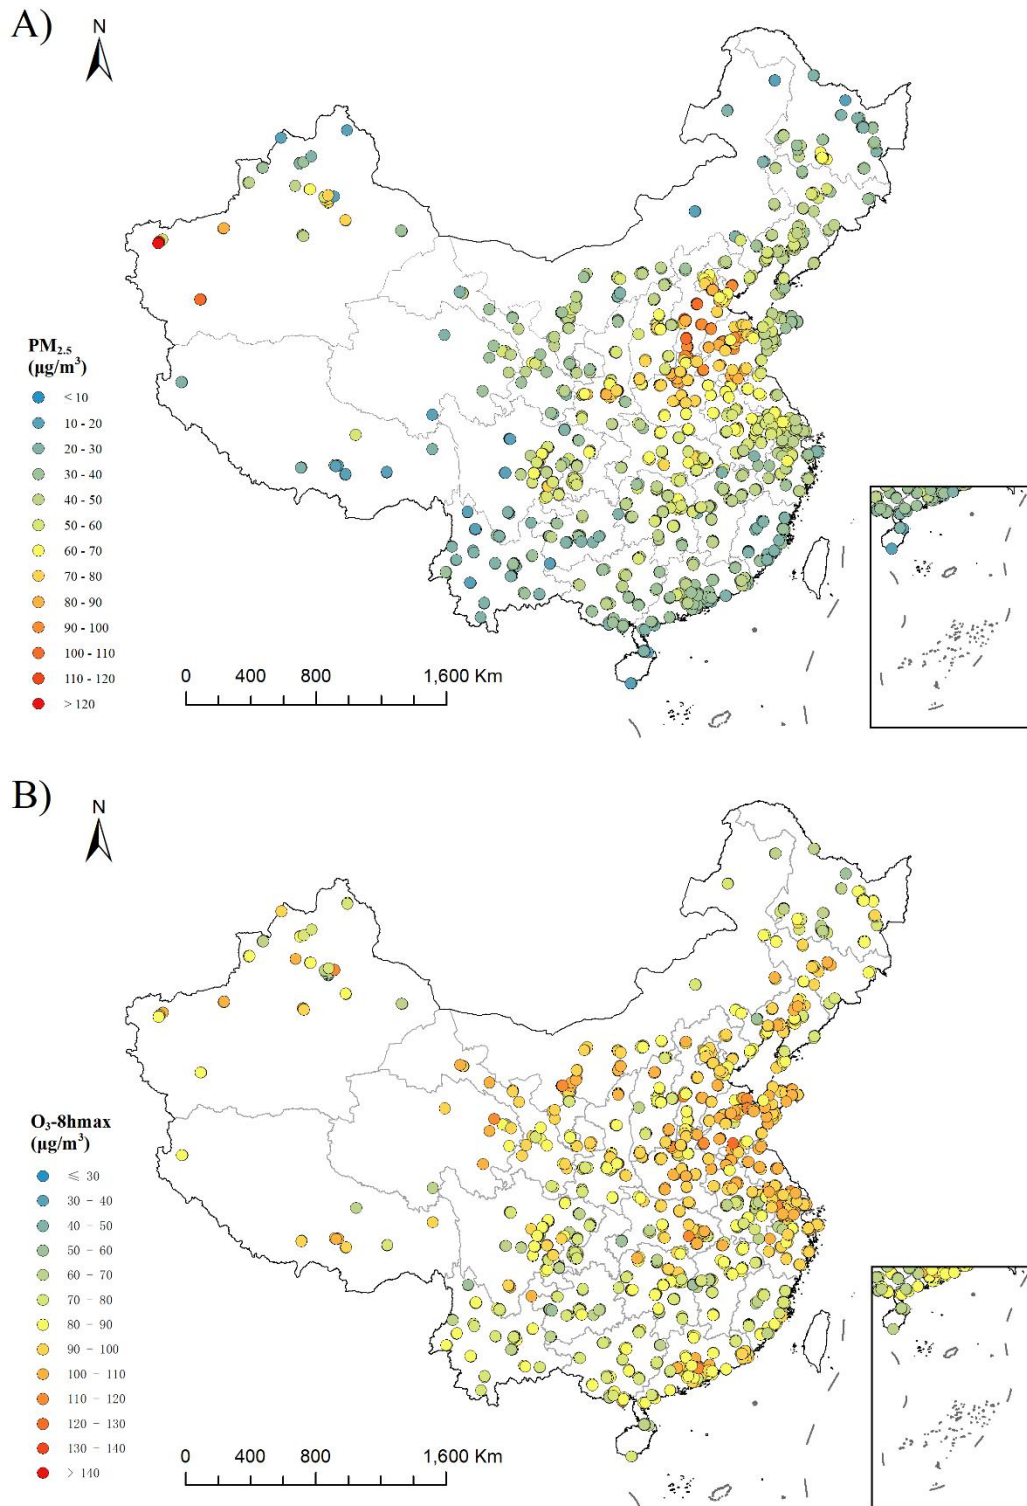 A)
N
PM2.5
(μg/m3)
< 10
10 - 20
20 - 30
30 - 40
40 - 50
50 - 60
60 - 70
70 - 80
80 - 90
90 - 100
100 - 110
110 - 120
> 120
0 400 800 1,600 Km
B)
N
O3-8hmax
(μg/m3)
⩽ 30
30 – 40
40 – 50
50 – 60
60 – 70
70 – 80
80 – 90
90 – 100
100 – 110
110 – 120
120 – 130
130 – 140
> 140
0 400 800 1,600 Km